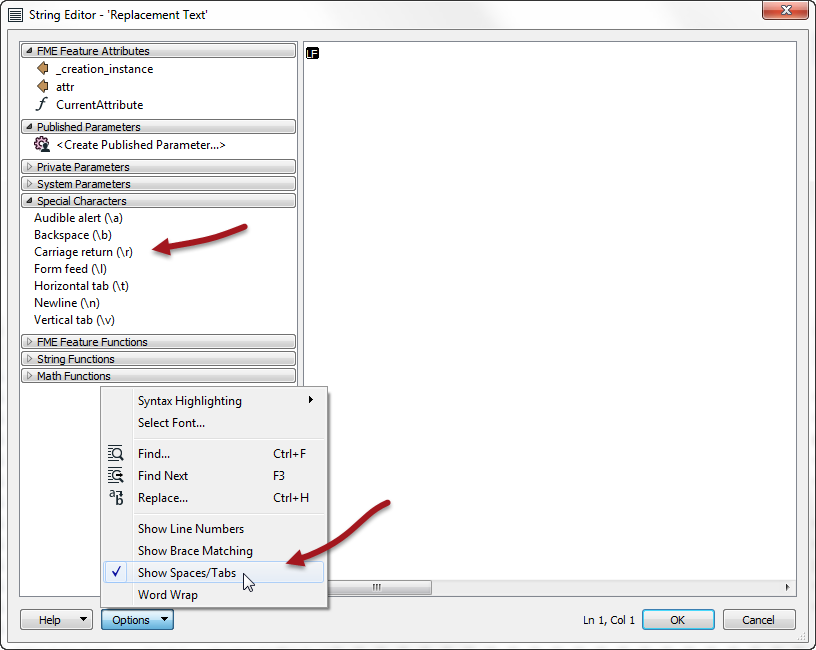 String Editor - 'Replacement Text'
FME Feature Attributes
LF
_creation_instance
attr
f CurrentAttribute
Published Parameters
<Create Published Parameter...>
Private Parameters
System Parameters
Special Characters
Audible alert (\a)
Backspace (\b)
Carriage return (\r)
Form feed (\l)
Horizontal tab (\t)
Newline (\n)
Vertical tab (\v)
FME Feature Functions
String Functions
Math Functions
Syntax Highlighting
Select Font...
Find... Ctrl+F
Find Next F3
Replace... Ctrl+H
Show Line Numbers
Show Brace Matching
Show Spaces/Tabs
Word Wrap
Help Options Ln 1, Col 1 OK Cancel